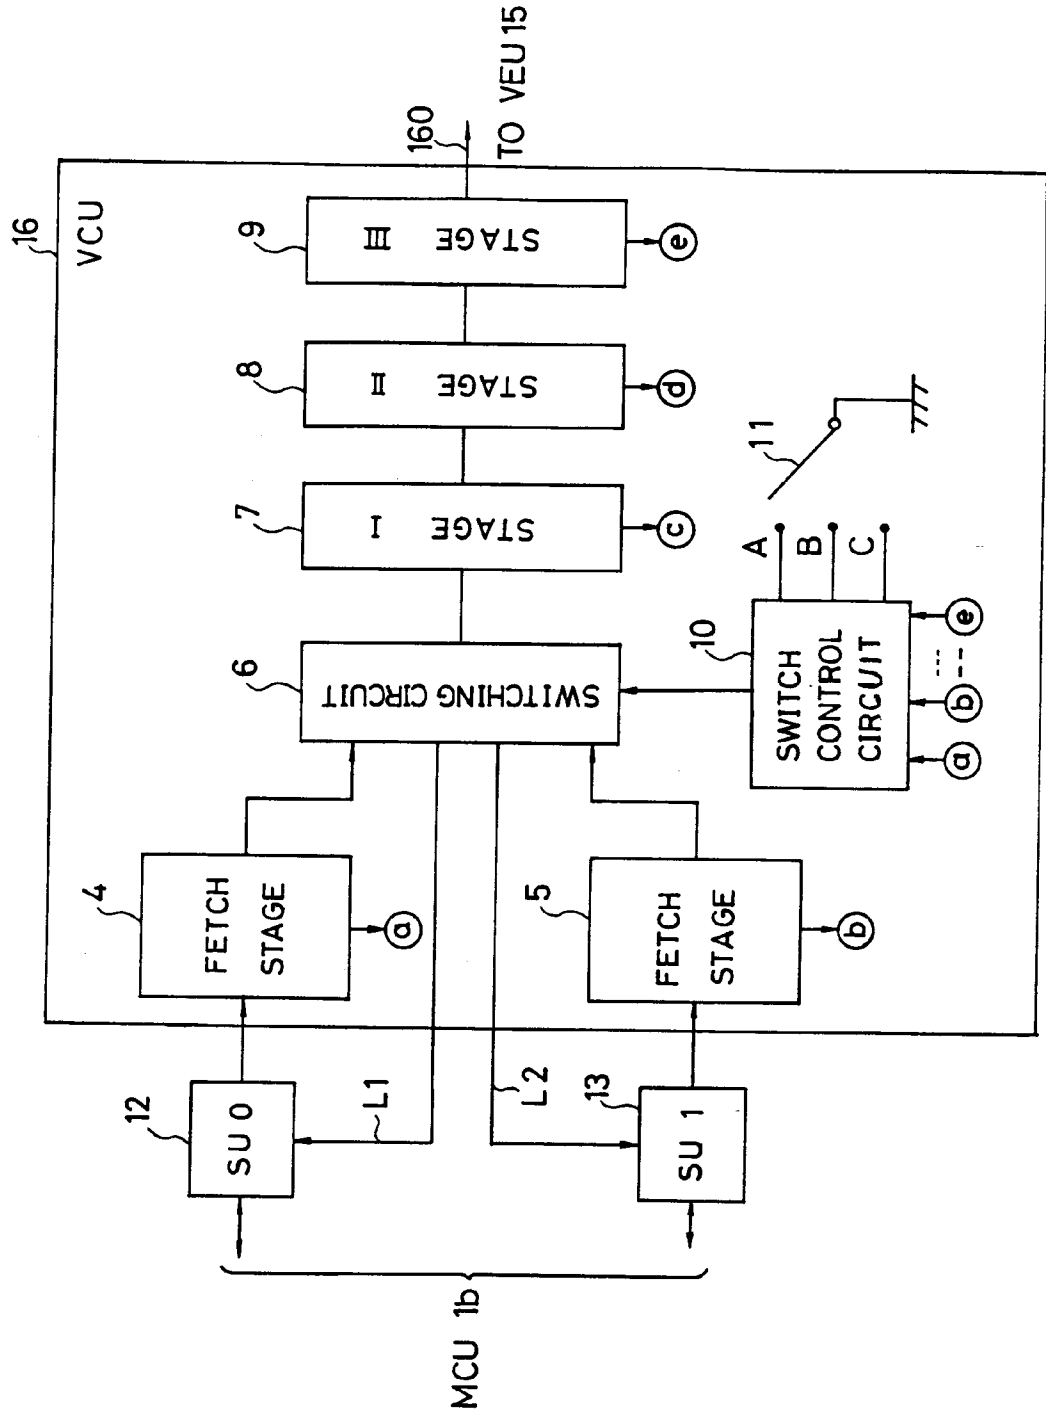 16
VCU
MCU 1b
12
SU 0
L1
L2
13
SU 1
4
FETCH
STAGE
a
5
FETCH
STAGE
b
6
SWITCHING CIRCUIT
7
STAGE I
c
8
STAGE II
d
9
STAGE III
e
160
TO VEU 15
10
SWITCH
CONTROL
CIRCUIT
a
b
e
A
B
C
11